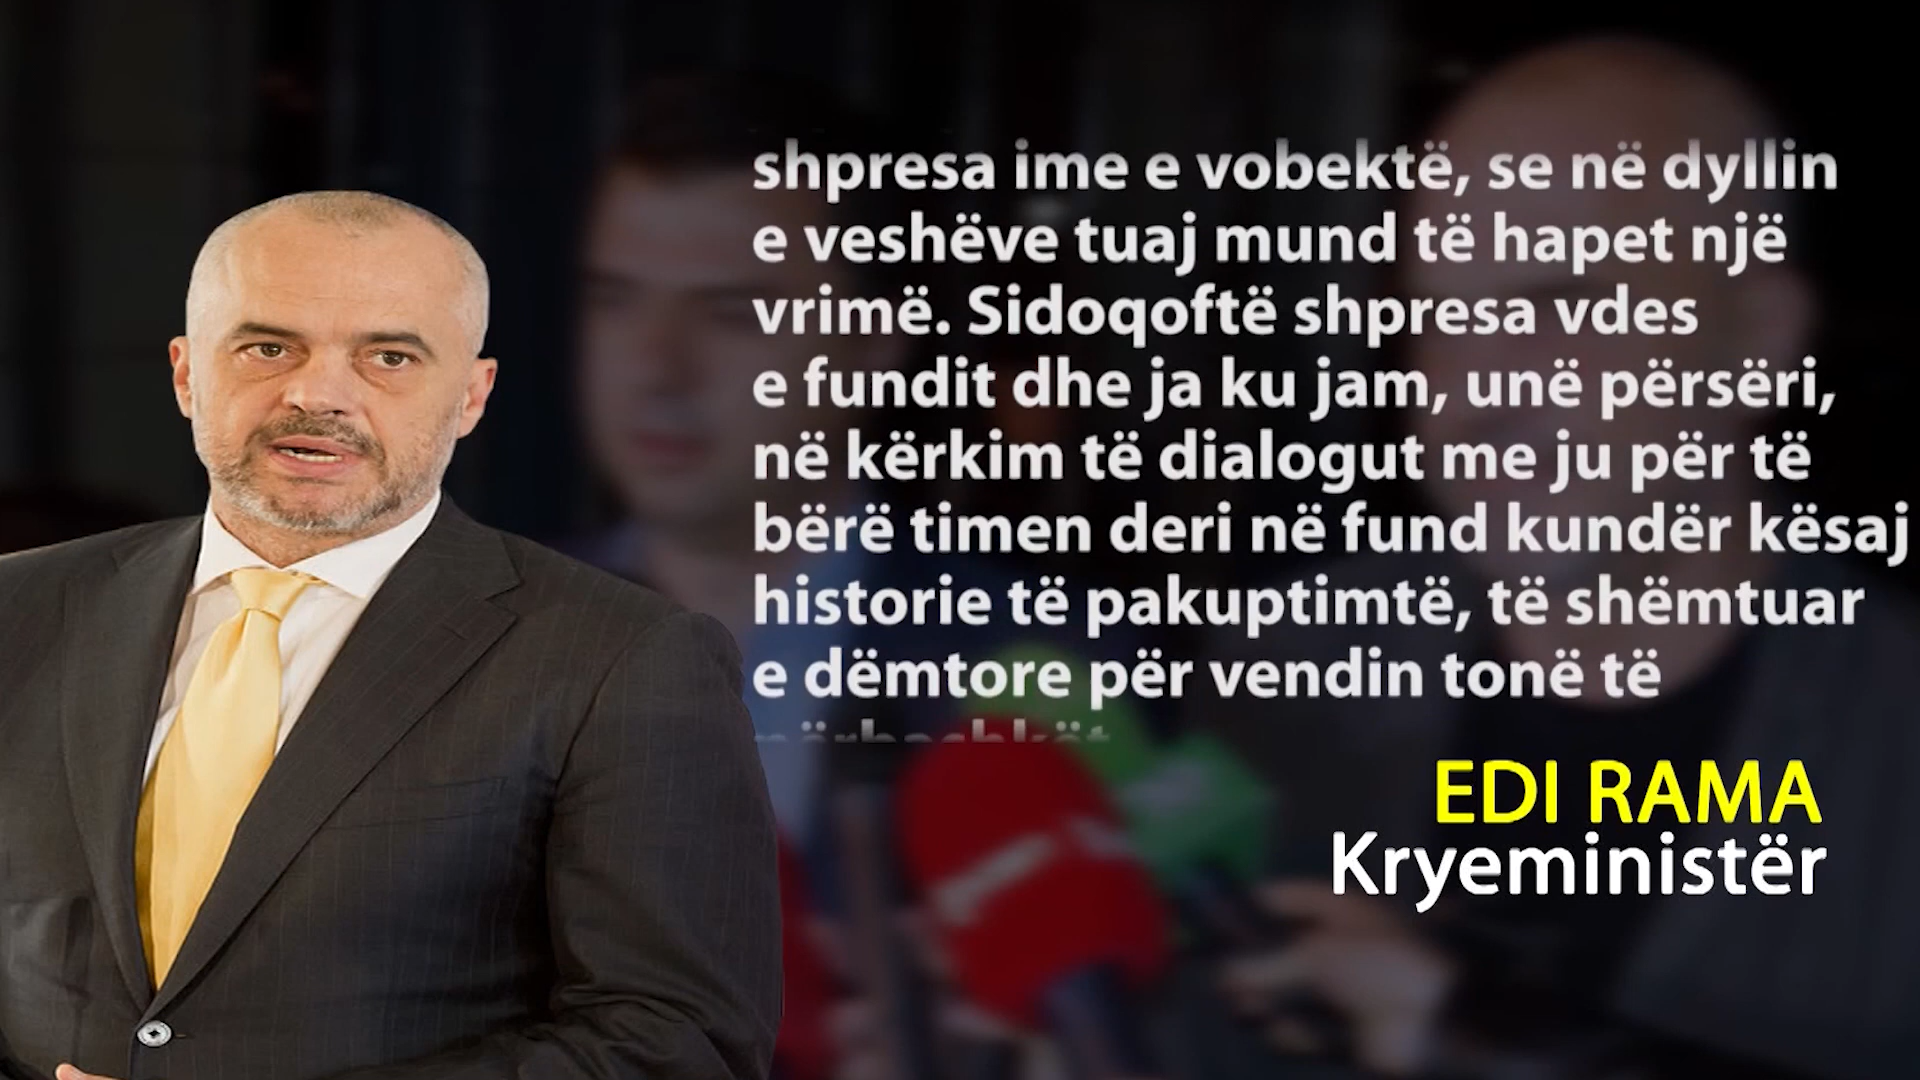 shpresa ime e vobektë, se në dyllin
e veshëve tuaj mund të hapet një
vrimë. Sidoqoftë shpresa vdes
e fundit dhe ja ku jam, unë përsëri,
në kërkim të dialogut me ju për të
bërë timen deri në fund kundër kësaj
historie të pakuptimtë, të shëmtuar
e dëmtore për vendin tonë të
EDI RAMA
Kryeministër